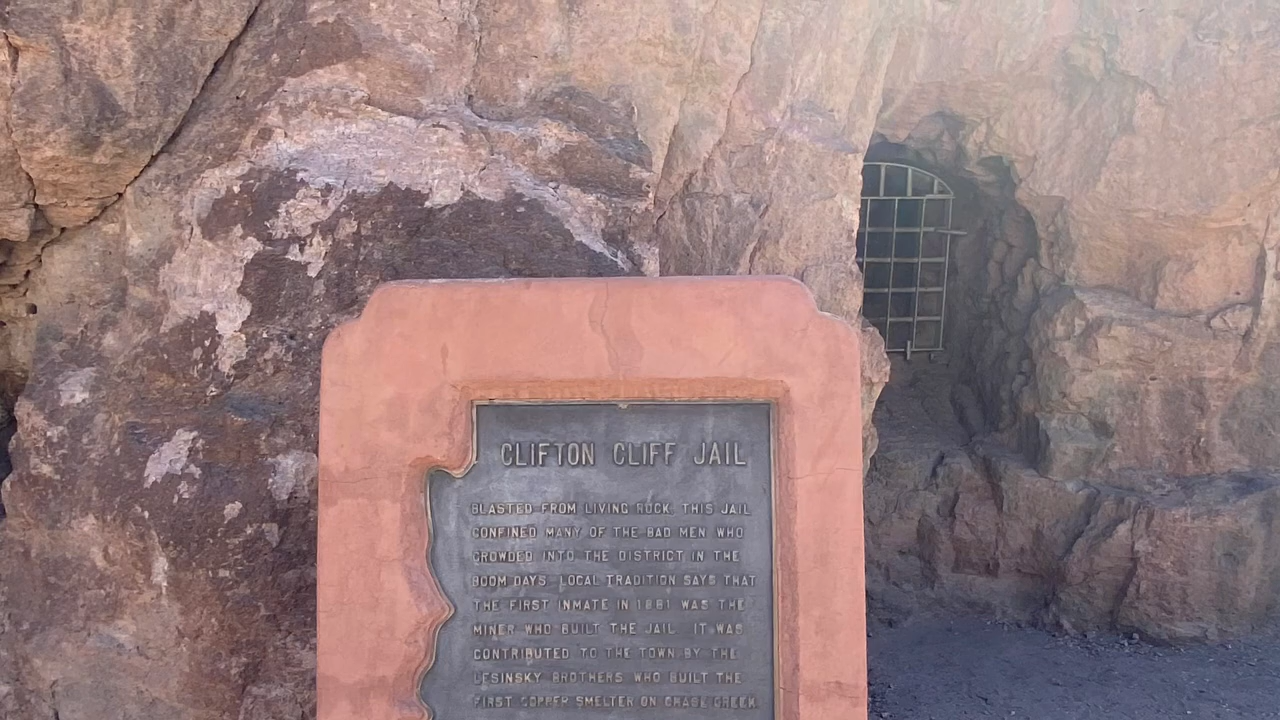 CLIFTON CLIFF JAIL
BLASTED FROM LIVING ROCK, THIS JAIL
CONFINED MANY OF THE BAD MEN WHO
CROWDED INTO THE DISTRICT IN THE
BOOM DAYS. LOCAL TRADITION SAYS THAT
THE FIRST INMATE IN 1881 WAS THE
MINER WHO BUILT THE JAIL. IT WAS
CONTRIBUTED TO THE TOWN BY THE
LESINSKY BROTHERS WHO BUILT THE
FIRST COPPER SMELTER ON CHASE CREEK.